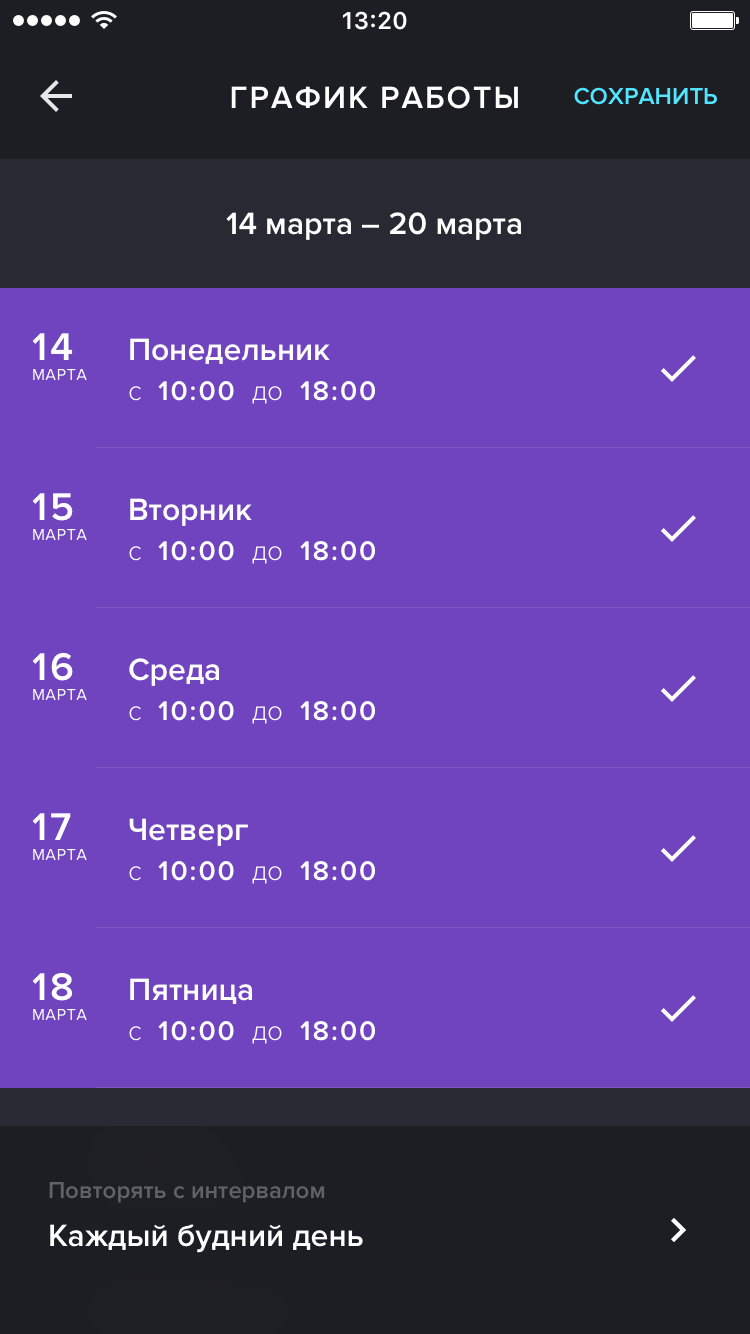 13:20
ГРАФИК РАБОТЫ СОХРАНИТЬ
14 марта – 20 марта
14 Понедельник
МАРТА
С 10:00 ДО 18:00
15 Вторник
МАРТА
С 10:00 ДО 18:00
16 Среда
МАРТА
С 10:00 ДО 18:00
17 Четверг
МАРТА
С 10:00 ДО 18:00
18 Пятница
МАРТА
С 10:00 ДО 18:00
Повторять с интервалом
Каждый будний день